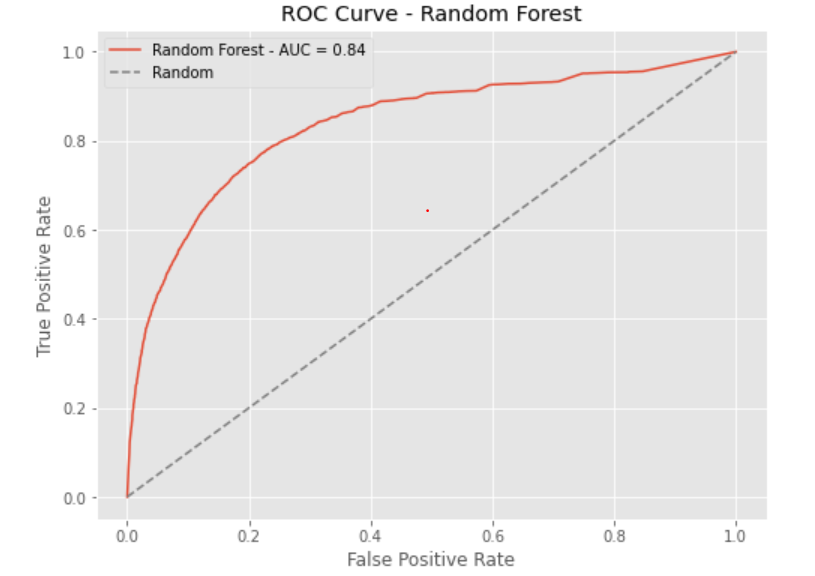 ROC Curve - Random Forest
Random Forest - AUC = 0.84
Random
1.0
0.8
0.6
0.4
0.2
0.0
True Positive Rate
0.0 0.2 0.4 0.6 0.8 1.0
False Positive Rate